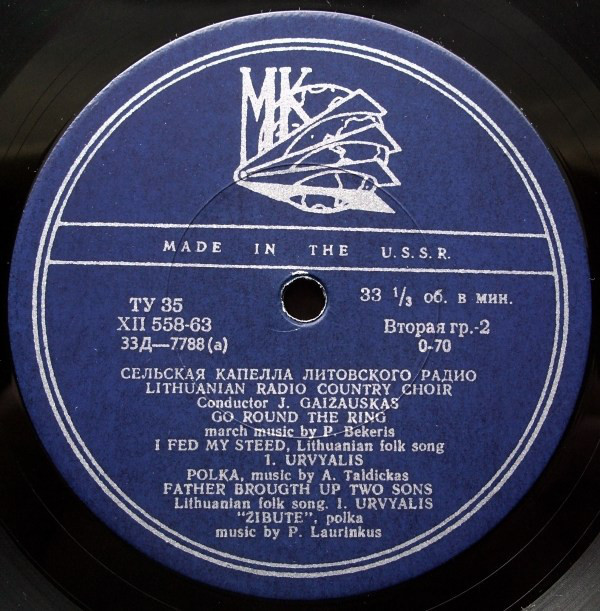 МК
MADE IN THE U.S.S.R.
ТУ 35
ХП 558-63
33Д—7788(а)
33 1/3 об. в мин.
Вторая гр.-2
0-70
СЕЛЬСКАЯ КАПЕЛЛА ЛИТОВСКОГО РАДИО
LITHUANIAN RADIO COUNTRY CHOIR
Conductor J. GAIZAUSKAS
GO ROUND THE RING
march music by P. Bekeris
I FED MY STEED, Lithuanian folk song
1. URVYALIS
POLKA, music by A. Taldickas
FATHER BROUGTH UP TWO SONS
Lithuanian folk song. I. URVYALIS
"ZIBUTE", polka
music by P. Laurinkus